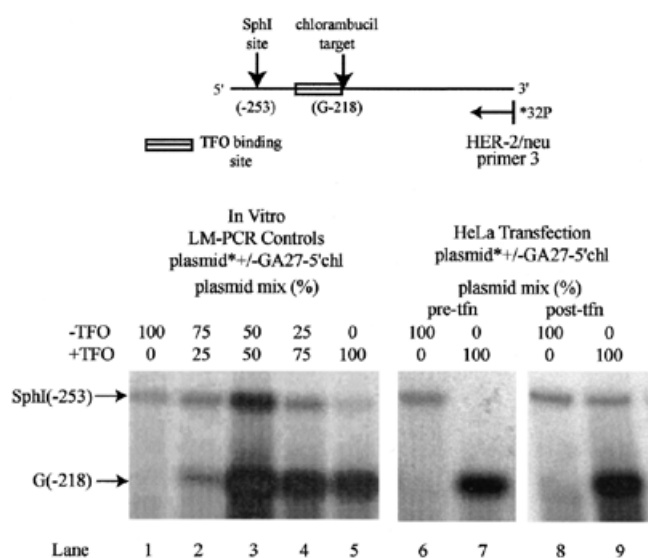 SphI chlorambucil
site target
5' 3'
(-253) (G-218) *32P
TFO binding
site
HER-2/neu
primer 3
In Vitro
LM-PCR Controls
plasmid*+/-GA27-5'chl
plasmid mix (%)
HeLa Transfection
plasmid*+/-GA27-5'chl
plasmid mix (%)
pre-tfn post-tfn
-TFO 100 75 50 25 0 100 0 100 0
+TFO 0 25 50 75 100 0 100 0 100
SphI(-253)
G(-218)
Lane 1 2 3 4 5 6 7 8 9